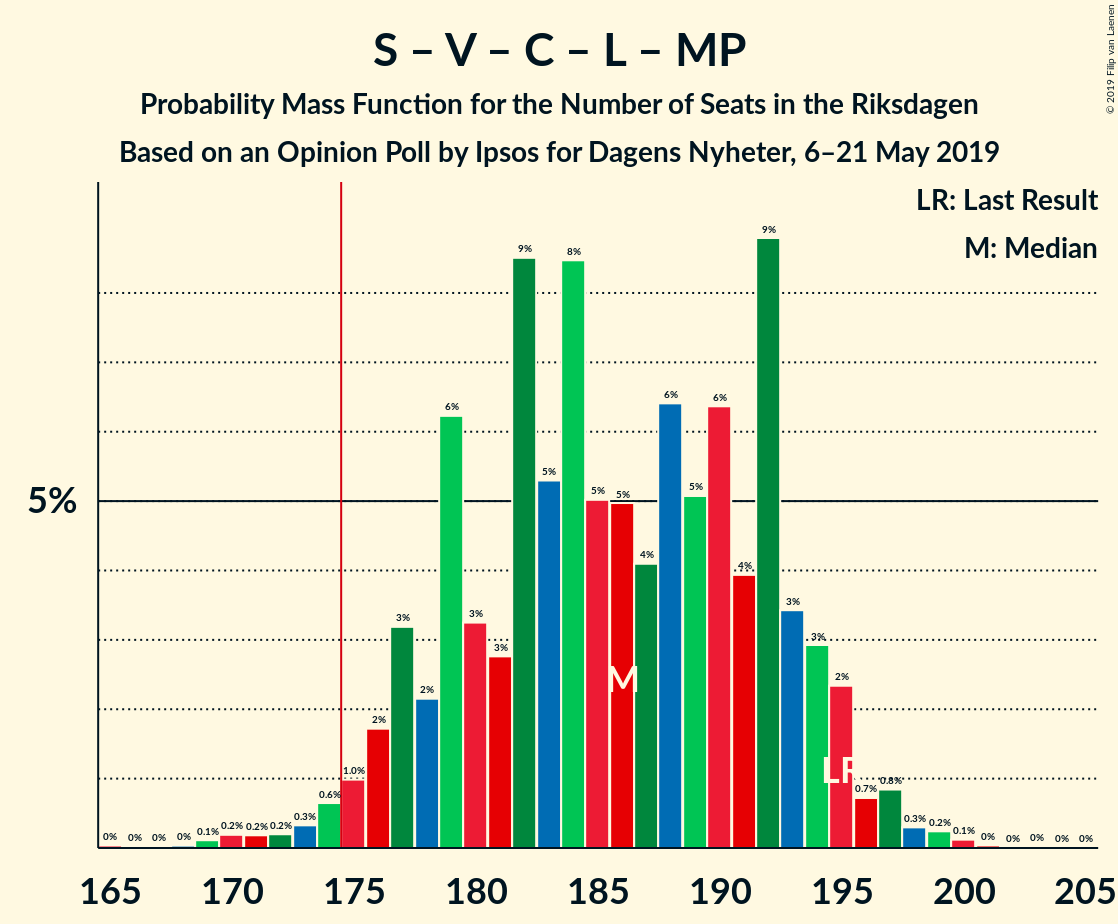 S – V – C – L – MP
Probability Mass Function for the Number of Seats in the Riksdagen
Based on an Opinion Poll by Ipsos for Dagens Nyheter, 6–21 May 2019
© 2019 Filip van Laenen
LR: Last Result
M: Median
5%
0% 0% 0% 0% 0.1% 0.2% 0.2% 0.2% 0.3% 0.6% 1.0% 2% 3% 2% 6% 3% 3% 9% 5% 8% 5% 5% 4% 6% 5% 6% 4% 9% 3% 3% 2% 0.7% 0.8% 0.3% 0.2% 0.1% 0% 0% 0% 0% 0%
M
LR
165 170 175 180 185 190 195 200 205